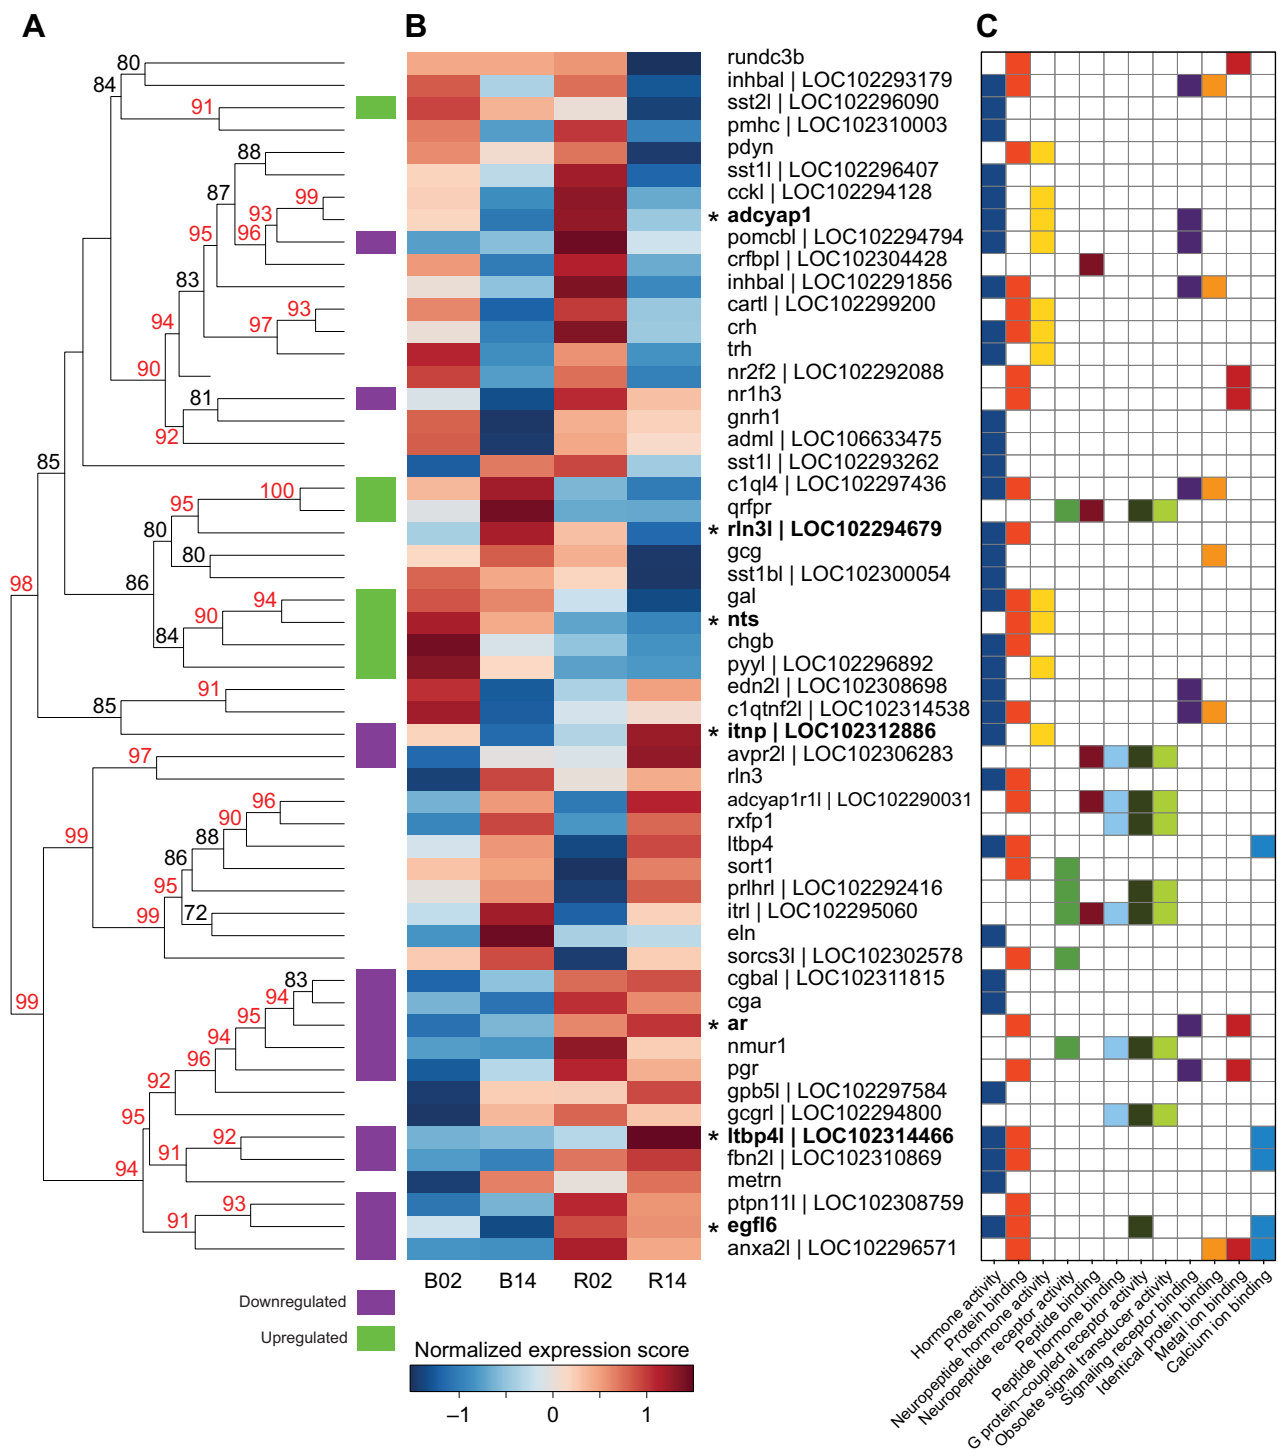 A
B
C
80
84
91
88
87
99
93
96
95
83
93
97
94
90
81
92
85
100
95
80
80
86
98
94
90
84
91
85
97
99
96
90
88
86
95
72
99
83
94
95
94
96
92
95
99
92
91
94
93
91
rundc3b
inhbal | LOC102293179
sst2l | LOC102296090
pmhc | LOC102310003
pdyn
sst1l | LOC102296407
cckl | LOC102294128
* adcyap1
pomcbl | LOC102294794
crfbpl | LOC102304428
inhbal | LOC102291856
cartl | LOC102299200
crh
trh
nr2f2 | LOC102292088
nr1h3
gnrh1
adml | LOC106633475
sst1l | LOC102293262
c1ql4 | LOC102297436
qrfpr
* rln3l | LOC102294679
gcg
sst1bl | LOC102300054
gal
* nts
chgb
pyyl | LOC102296892
edn2l | LOC102308698
c1qtnf2l | LOC102314538
* itnp | LOC102312886
avpr2l | LOC102306283
rln3
adcyap1r1l | LOC102290031
rxfp1
ltbp4
sort1
prlhrl | LOC102292416
itrl | LOC102295060
eln
sorcs3l | LOC102302578
cgbal | LOC102311815
cga
* ar
nmur1
pgr
gpb5l | LOC102297584
gcgrl | LOC102294800
* ltbp4l | LOC102314466
fbn2l | LOC102310869
metrn
ptpn11l | LOC102308759
* egfl6
anxa2l | LOC102296571
B02 B14 R02 R14
Downregulated
Upregulated
Normalized expression score
−1 0 1
Hormone activity
Protein binding
Neuropeptide hormone activity
Neuropeptide receptor activity
Peptide binding
Peptide hormone binding
G protein−coupled receptor activity
Obsolete signal transducer activity
Signaling receptor binding
Identical protein binding
Metal ion binding
Calcium ion binding